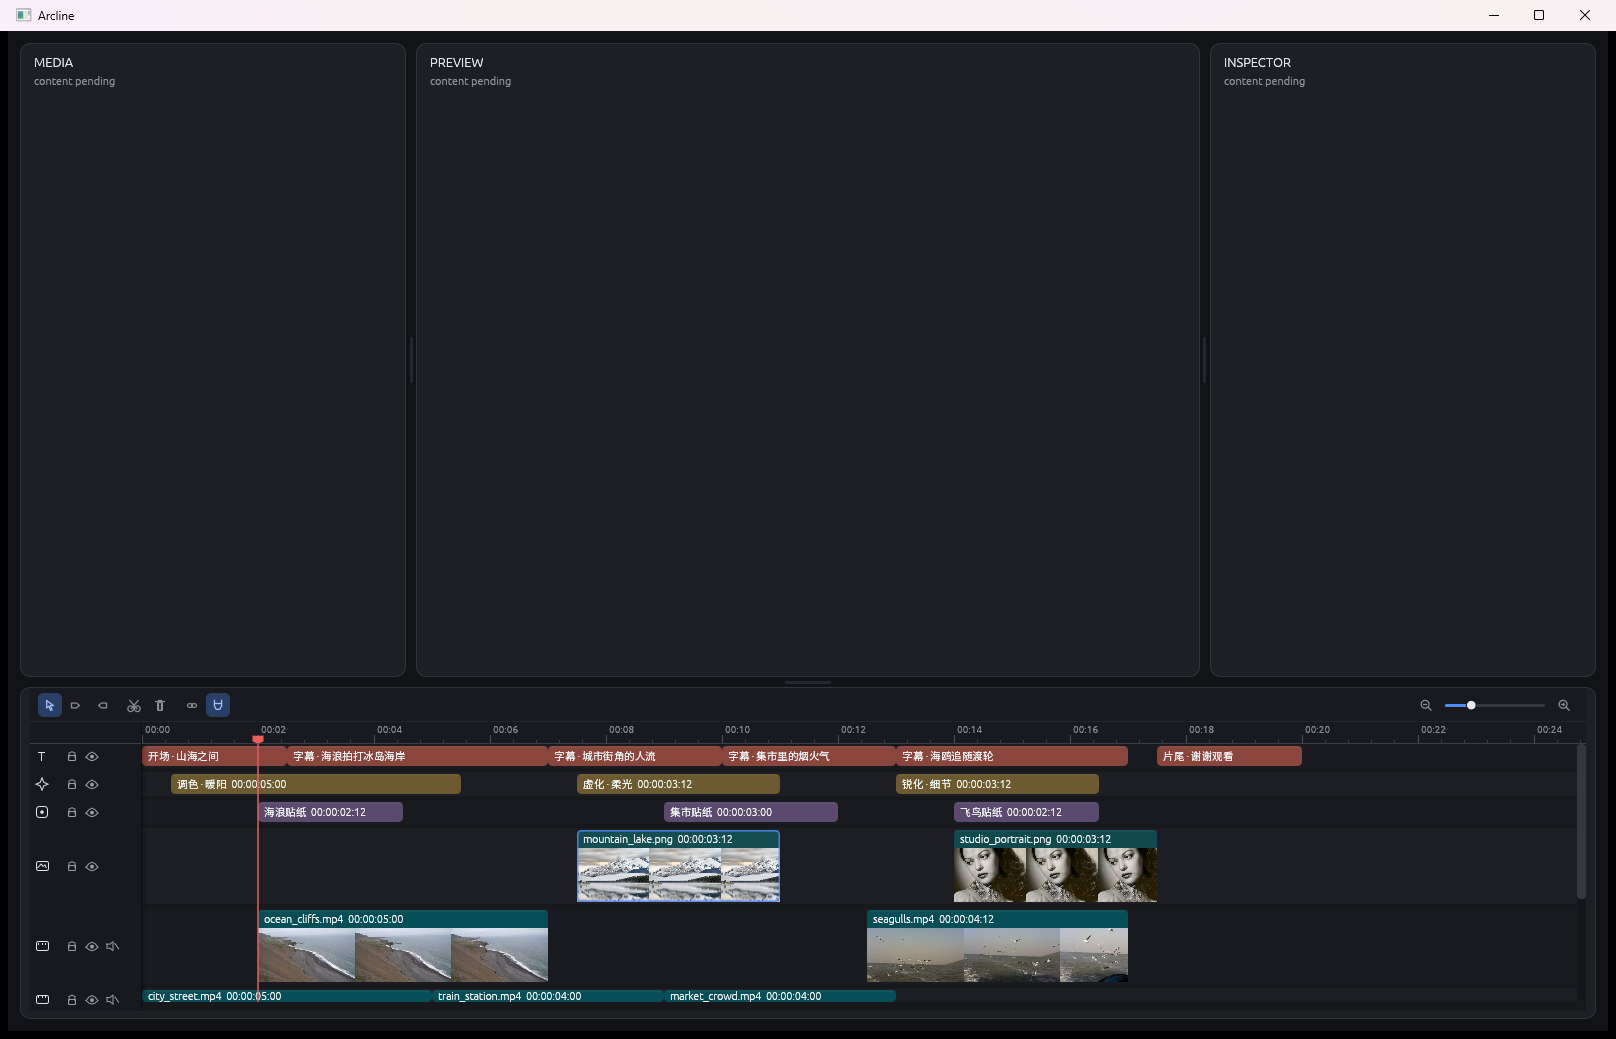 Arcline
MEDIA
content pending
PREVIEW
content pending
INSPECTOR
content pending
00:00 00:02 00:04 00:06 00:08 00:10 00:12 00:14 00:16 00:18 00:20 00:22 00:24
T 开场 · 山海之间 字幕 · 海浪拍打冰岛海岸 字幕 · 城市街角的人流 字幕 · 集市里的烟火气 字幕 · 海鸥追随渡轮 片尾 · 谢谢观看
调色 · 暖阳 00:00:05:00 虚化 · 柔光 00:00:03:12 锐化 · 细节 00:00:03:12
海浪贴纸 00:00:02:12 集市贴纸 00:00:03:00 飞鸟贴纸 00:00:02:12
mountain_lake.png 00:00:03:12 studio_portrait.png 00:00:03:12
ocean_cliffs.mp4 00:00:05:00 seagulls.mp4 00:00:04:12
city_street.mp4 00:00:05:00 train_station.mp4 00:00:04:00 market_crowd.mp4 00:00:04:00